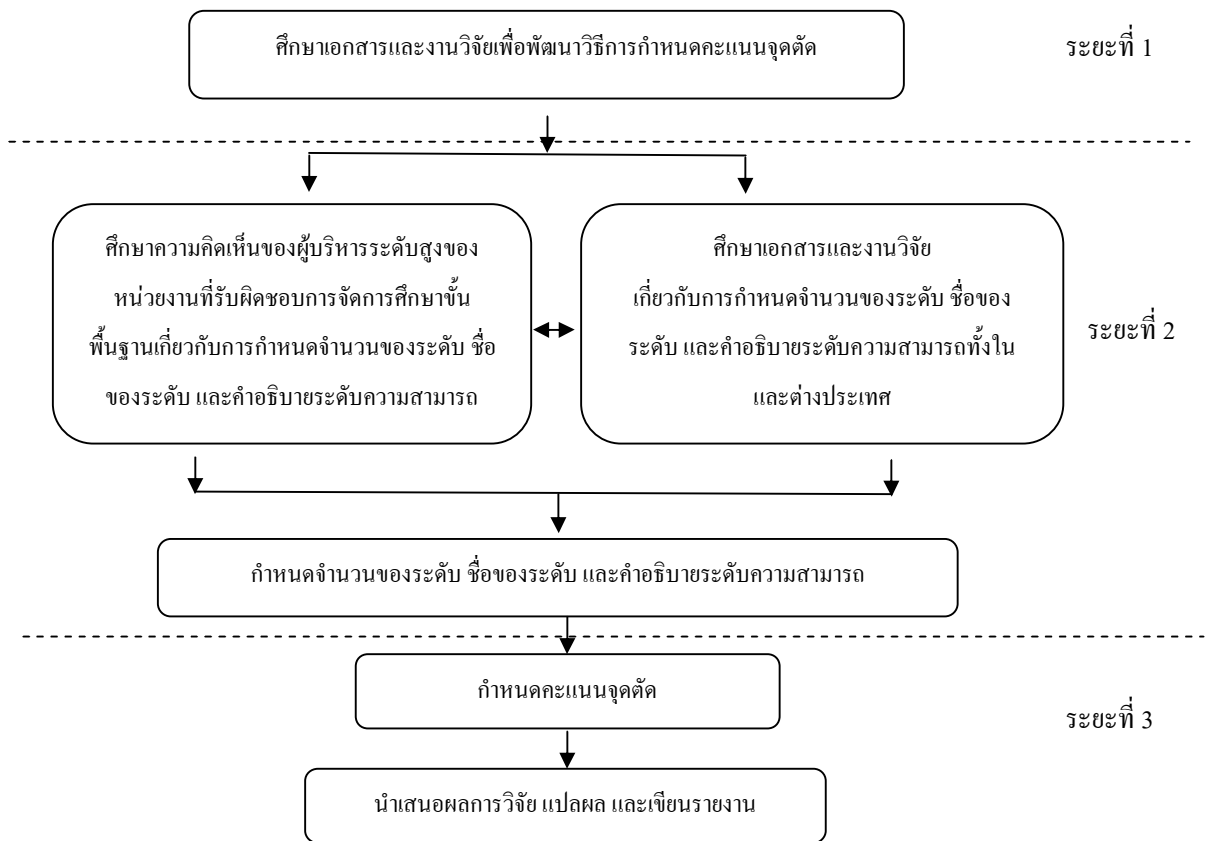 ศึกษาเอกสารและงานวิจัยเพื่อพัฒนาวิธีการกำหนดคะแนนจุดตัด
ระยะที่ 1
ศึกษาความคิดเห็นของผู้บริหารระดับสูงของ
หน่วยงานที่รับผิดชอบการจัดการศึกษาขั้น
พื้นฐานเกี่ยวกับการกำหนดจำนวนของระดับ ชื่อ
ของระดับ และคำอธิบายระดับความสามารถ
ศึกษาเอกสารและงานวิจัย
เกี่ยวกับการกำหนดจำนวนของระดับ ชื่อของ
ระดับ และคำอธิบายระดับความสามารถทั้งใน
และต่างประเทศ
ระยะที่ 2
กำหนดจำนวนของระดับ ชื่อของระดับ และคำอธิบายระดับความสามารถ
กำหนดคะแนนจุดตัด
ระยะที่ 3
นำเสนอผลการวิจัย แปลผล และเขียนรายงาน